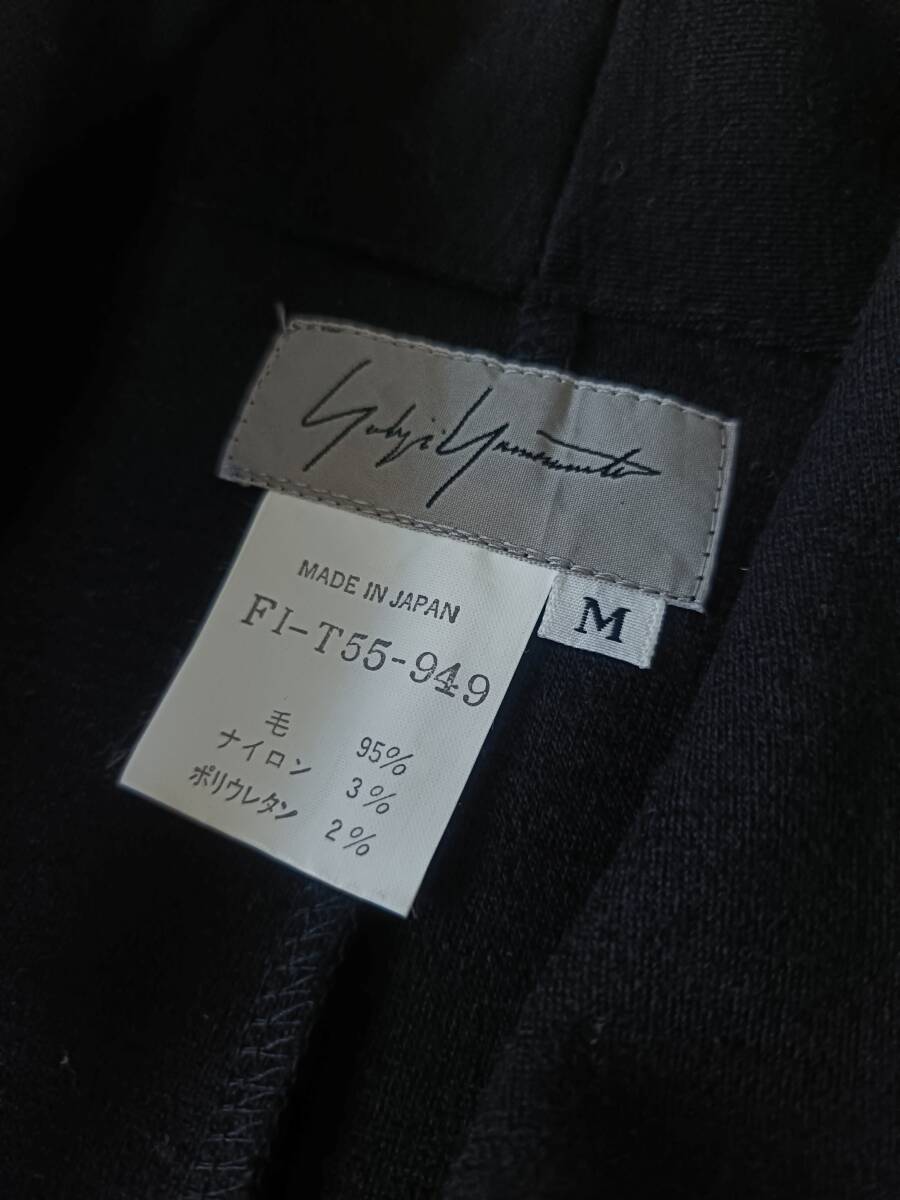 Yohji Yamamoto
M
MADE IN JAPAN
FI-T55-949
毛 95%
ナイロン 3%
ポリウレタン 2%